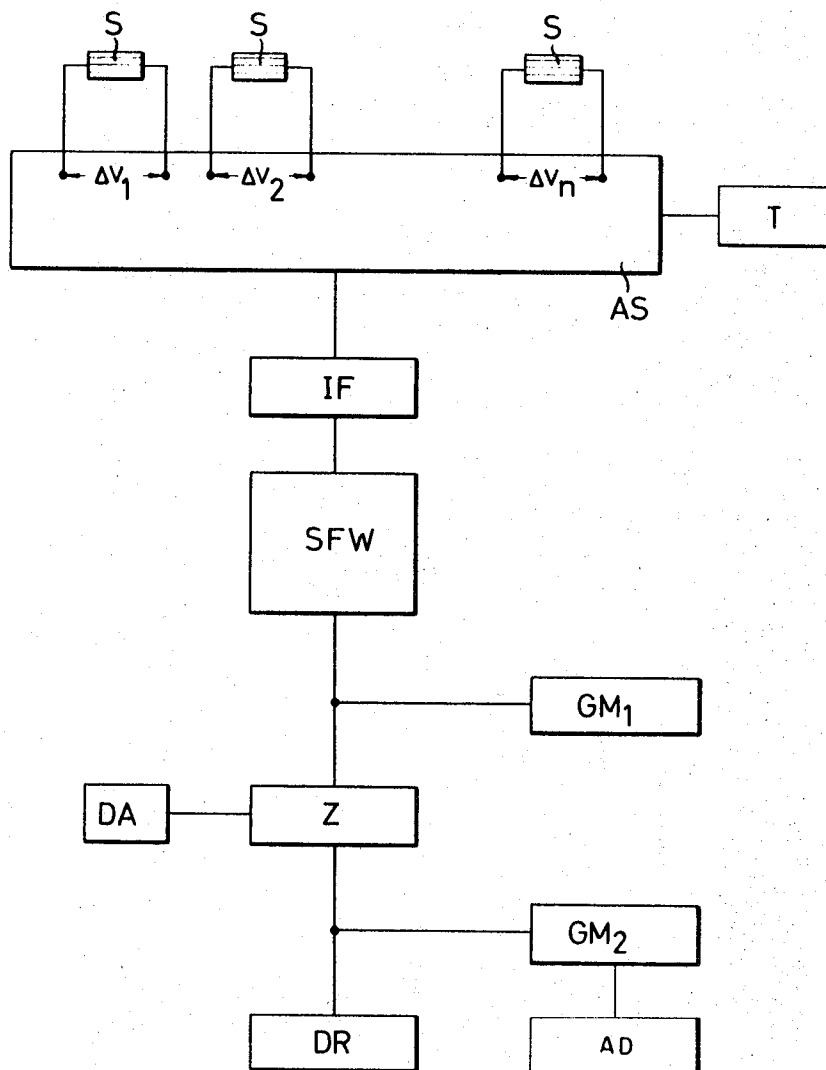 S S S
ΔV₁ ΔV₂ ΔVₙ
T
AS
IF
SFW
GM₁
DA Z
GM₂
DR AD